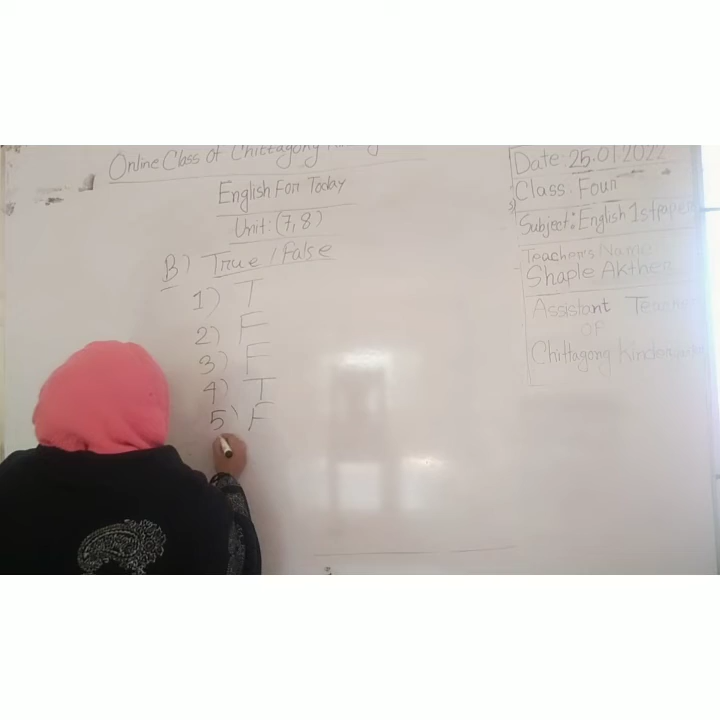 Online Class of Chittagong
English For Today
Unit: (7,8)
B) True / False
1) T
2) F
3) F
4) T
5) F
Date: 25.01.2022
Class: Four
Subject: English 1st paper
Teacher's Name:
Shaple Akther
Assistant
OF
Chittagong